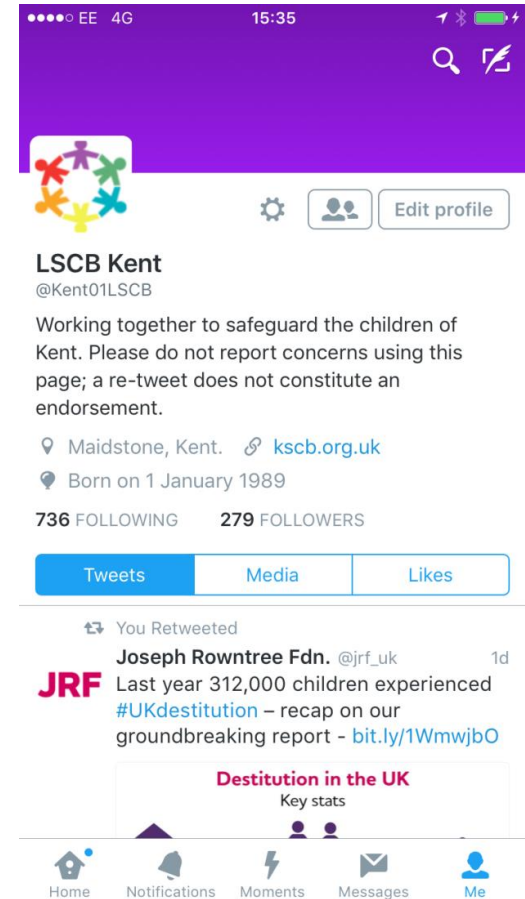 EE 4G 15:35
Edit profile
LSCB Kent
@Kent01LSCB
Working together to safeguard the children of
Kent. Please do not report concerns using this
page; a re-tweet does not constitute an
endorsement.
Maidstone, Kent. kscb.org.uk
Born on 1 January 1989
736 FOLLOWING 279 FOLLOWERS
Tweets Media Likes
You Retweeted
Joseph Rowntree Fdn. @jrf_uk 1d
JRF Last year 312,000 children experienced
#UKdestitution – recap on our
groundbreaking report - bit.ly/1WmwjbO
Destitution in the UK
Key stats
Home Notifications Moments Messages Me